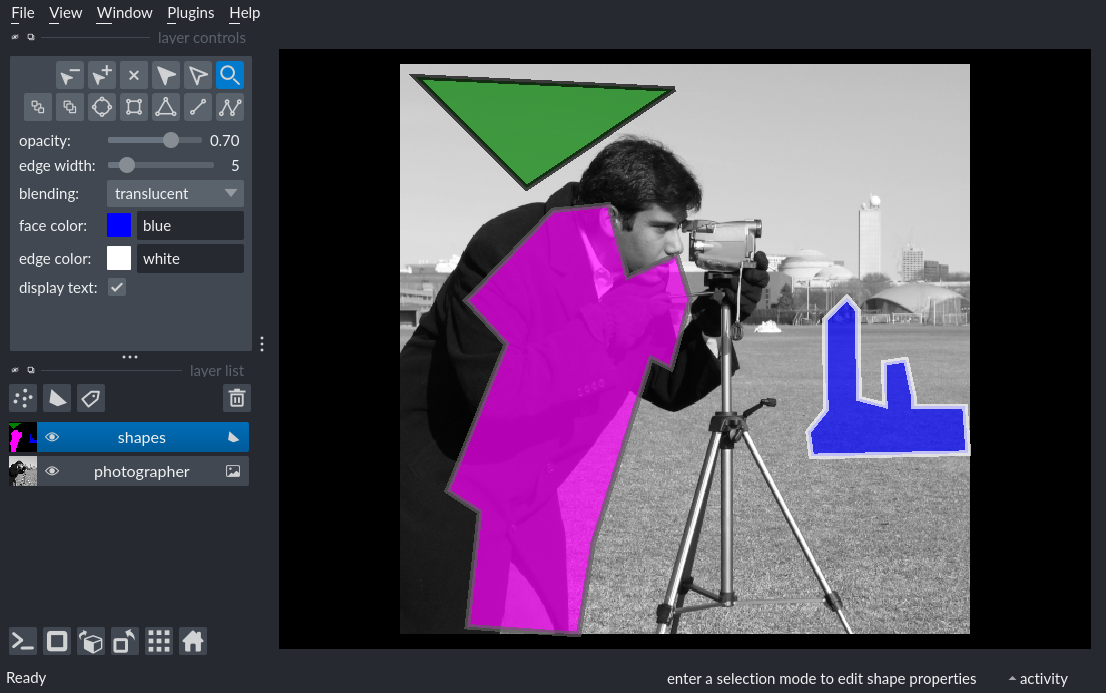 File View Window Plugins Help
layer controls
opacity: 0.70
edge width: 5
blending: translucent
face color: blue
edge color: white
display text:
layer list
shapes
photographer
Ready
enter a selection mode to edit shape properties
activity